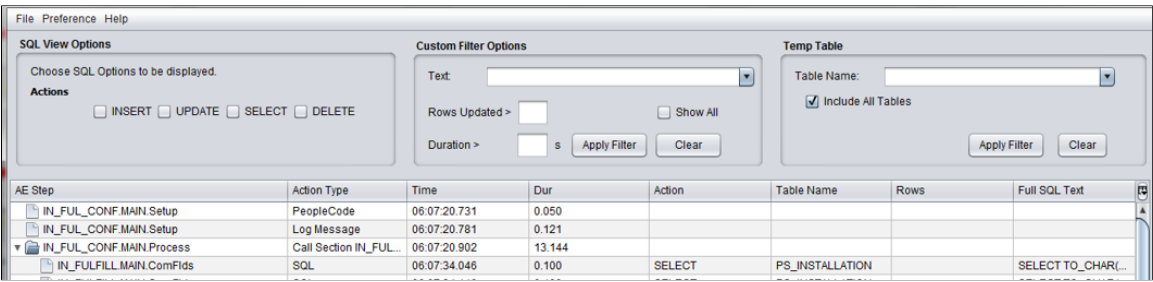 File Preference Help
SQL View Options
Choose SQL Options to be displayed.
Actions
INSERT UPDATE SELECT DELETE
Custom Filter Options
Text:
Rows Updated > Show All
Duration > s Apply Filter Clear
Temp Table
Table Name:
Include All Tables
Apply Filter Clear
AE Step Action Type Time Dur Action Table Name Rows Full SQL Text
IN_FUL_CONF.MAIN.Setup PeopleCode 06:07:20.731 0.050
IN_FUL_CONF.MAIN.Setup Log Message 06:07:20.781 0.121
IN_FUL_CONF.MAIN.Process Call Section IN_FUL... 06:07:20.902 13.144
IN_FULFILL.MAIN.ComFlds SQL 06:07:34.046 0.100 SELECT PS_INSTALLATION SELECT TO_CHAR(...